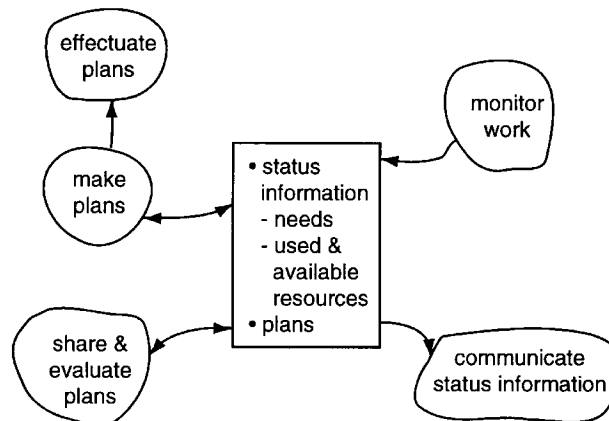 effectuate
plans
monitor
work
make
plans
• status
information
- needs
- used &
available
resources
• plans
share &
evaluate
plans
communicate
status information